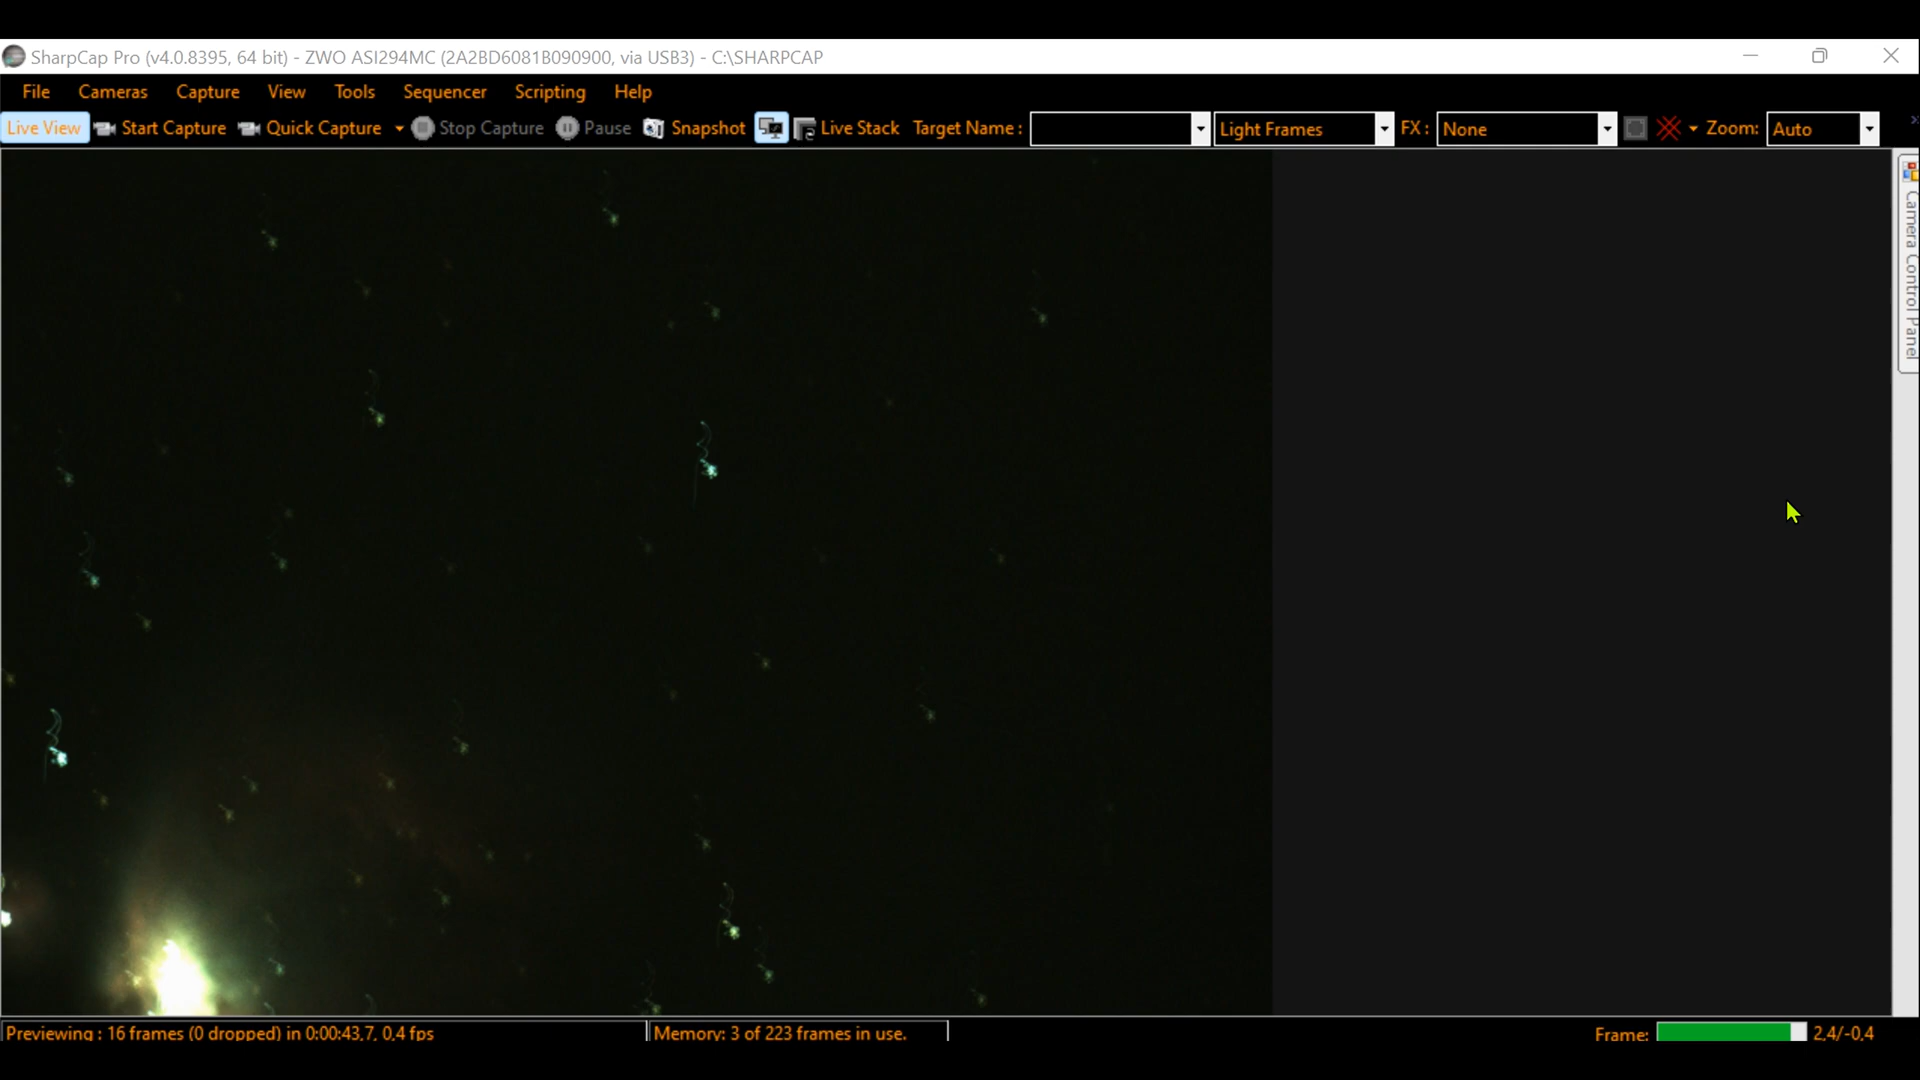 SharpCap Pro (v4.0.8395, 64 bit) - ZWO ASI294MC (2A2BD6081B090900, via USB3) - C:\SHARPCAP
File Cameras Capture View Tools Sequencer Scripting Help
Live View Start Capture Quick Capture Stop Capture Pause Snapshot Live Stack Target Name : Light Frames FX : None Zoom: Auto »
Camera Control Panel
Previewing : 16 frames (0 dropped) in 0:00:43,7, 0,4 fps Memory: 3 of 223 frames in use. Frame: 2,4/-0,4